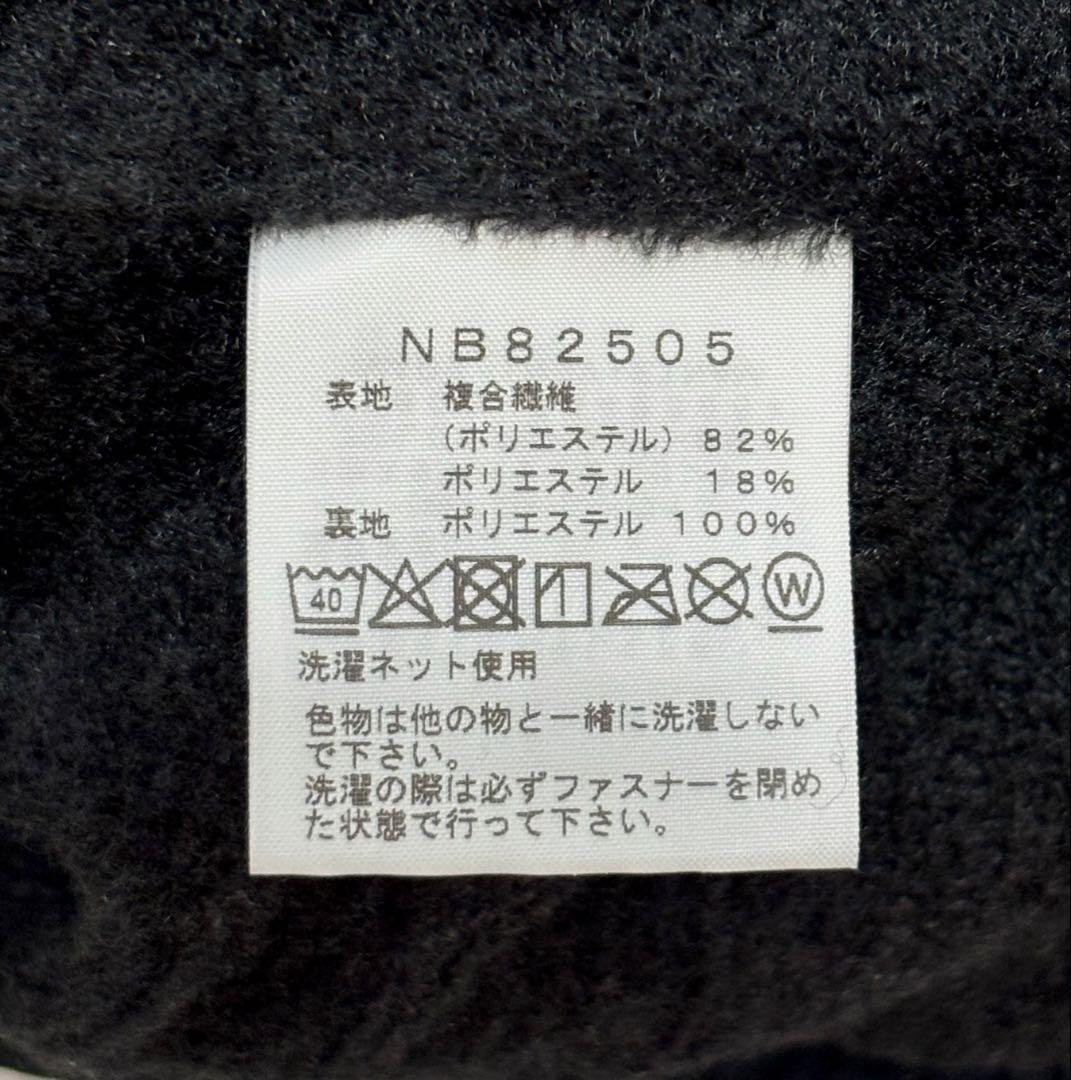 NB82505
表地 複合繊維
(ポリエステル) 82%
ポリエステル 18%
裏地 ポリエステル 100%
40 W
洗濯ネット使用
色物は他の物と一緒に洗濯しない
で下さい。
洗濯の際は必ずファスナーを閉め
た状態で行って下さい。